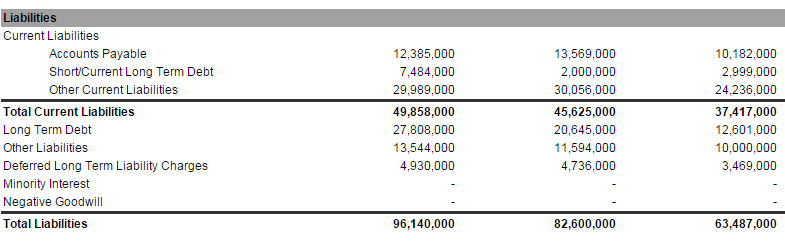 Liabilities
Current Liabilities
Accounts Payable 12,385,000 13,569,000 10,182,000
Short/Current Long Term Debt 7,484,000 2,000,000 2,999,000
Other Current Liabilities 29,989,000 30,056,000 24,236,000
Total Current Liabilities 49,858,000 45,625,000 37,417,000
Long Term Debt 27,808,000 20,645,000 12,601,000
Other Liabilities 13,544,000 11,594,000 10,000,000
Deferred Long Term Liability Charges 4,930,000 4,736,000 3,469,000
Minority Interest - - -
Negative Goodwill - - -
Total Liabilities 96,140,000 82,600,000 63,487,000